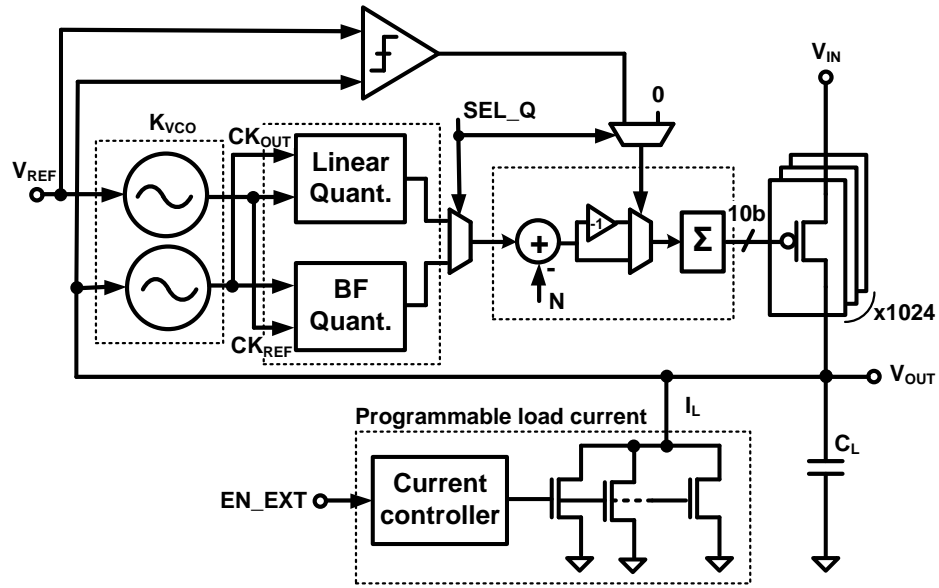 V_IN
SEL_Q
0
K_VCO
CK_OUT
V_REF
Linear
Quant.
-1
10b
+
Σ
-
N
BF
Quant.
CK_REF
x1024
V_OUT
Programmable load current
I_L
C_L
EN_EXT
Current
controller